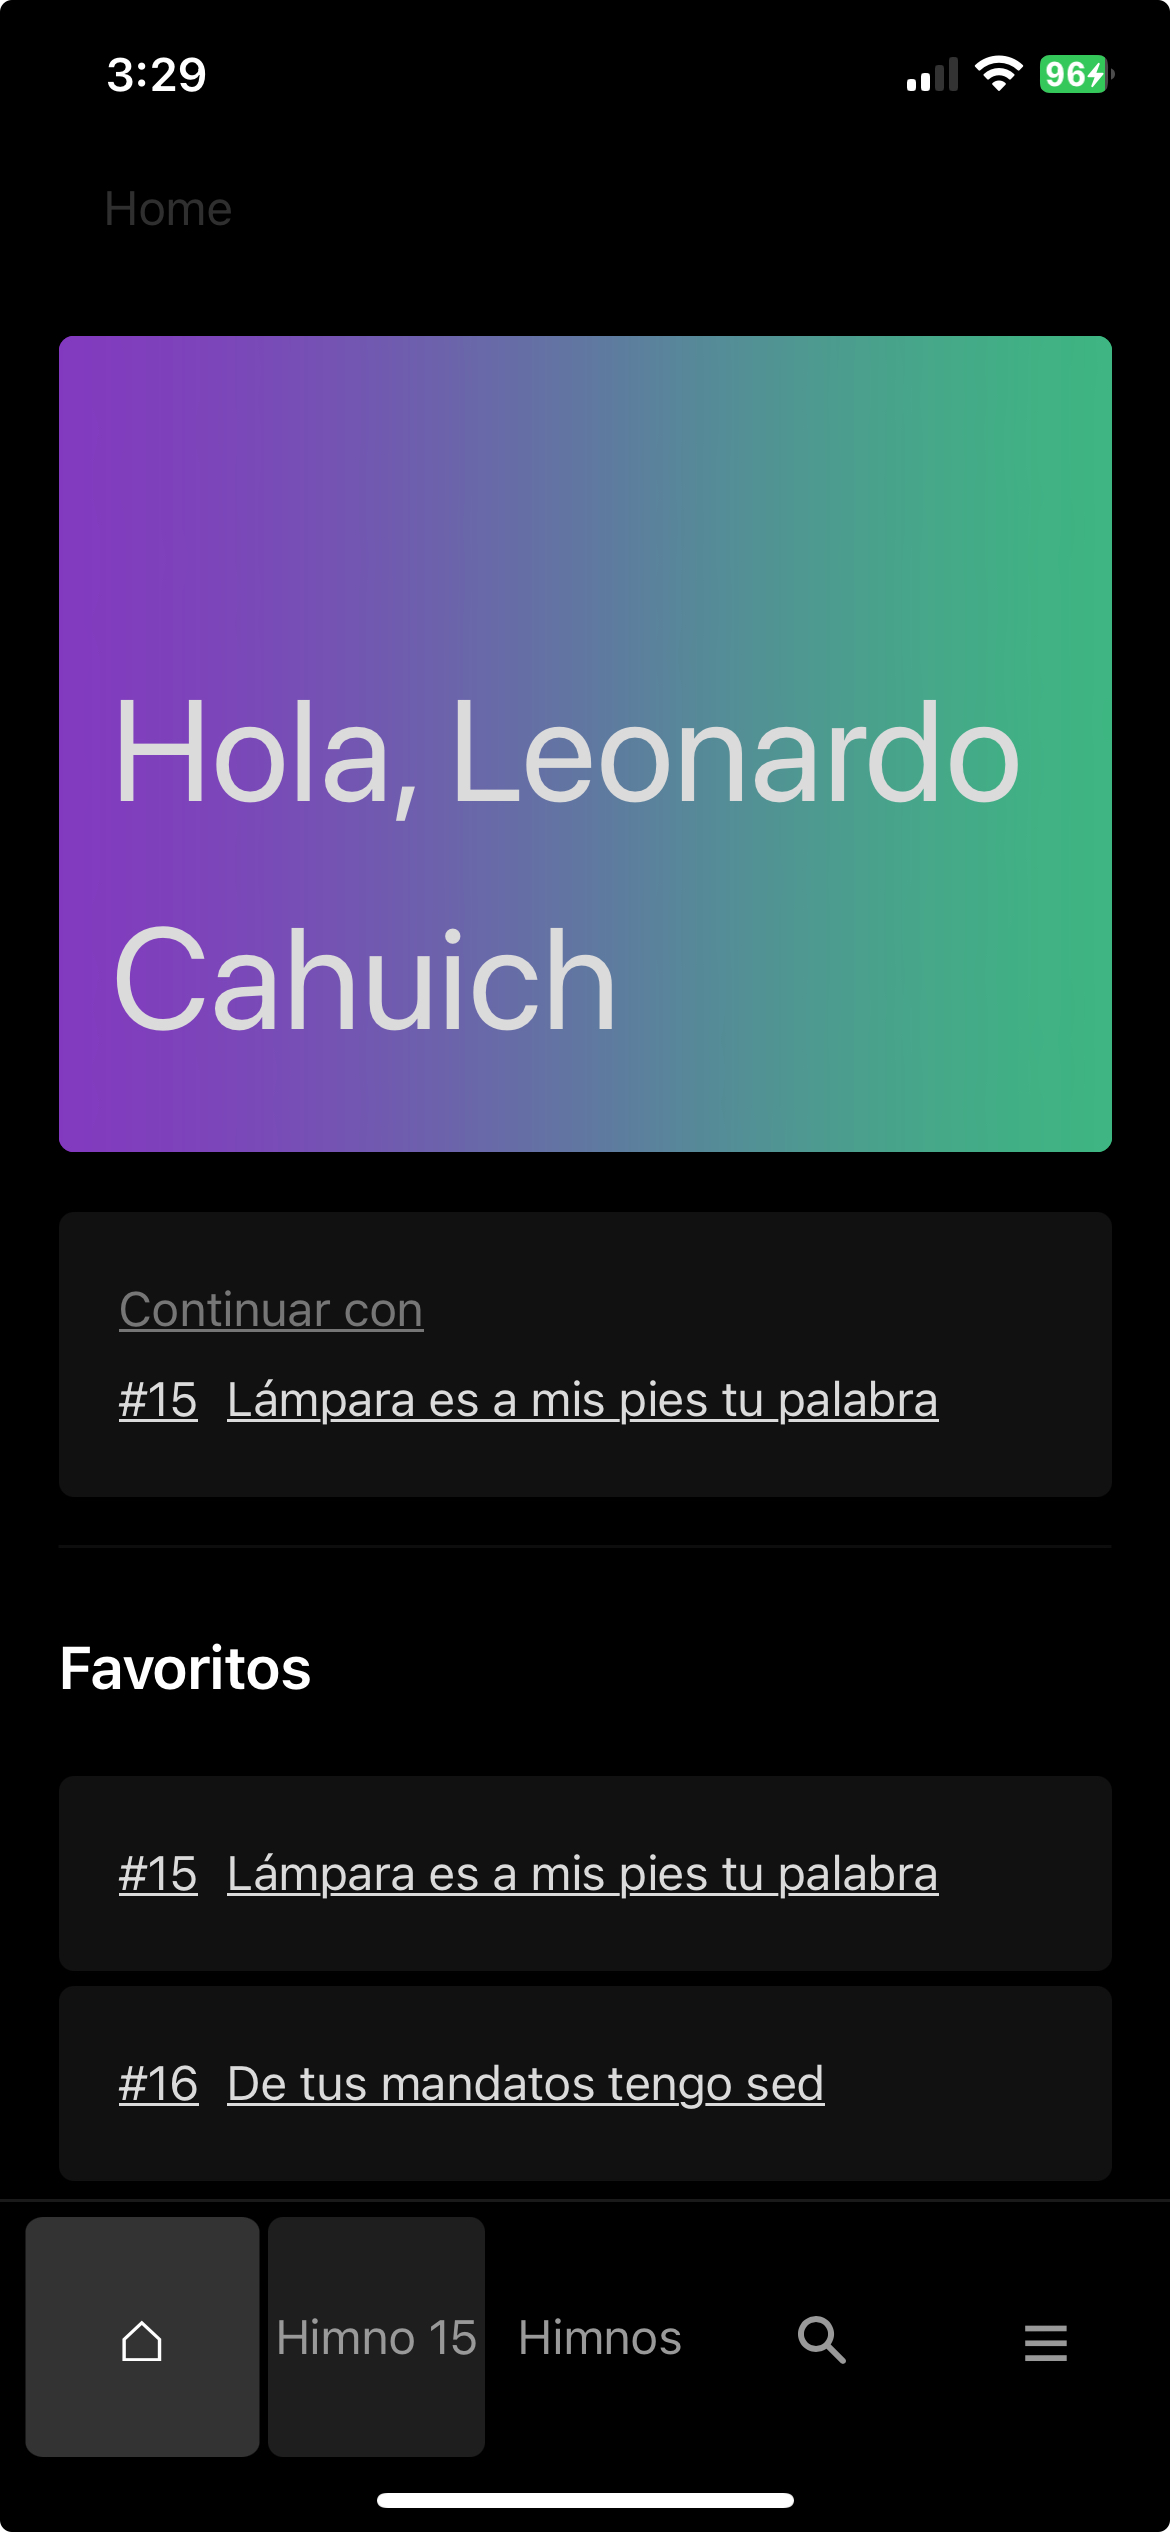 3:29
96
Home
Hola, Leonardo
Cahuich
Continuar con
#15 Lámpara es a mis pies tu palabra
Favoritos
#15 Lámpara es a mis pies tu palabra
#16 De tus mandatos tengo sed
Himno 15
Himnos